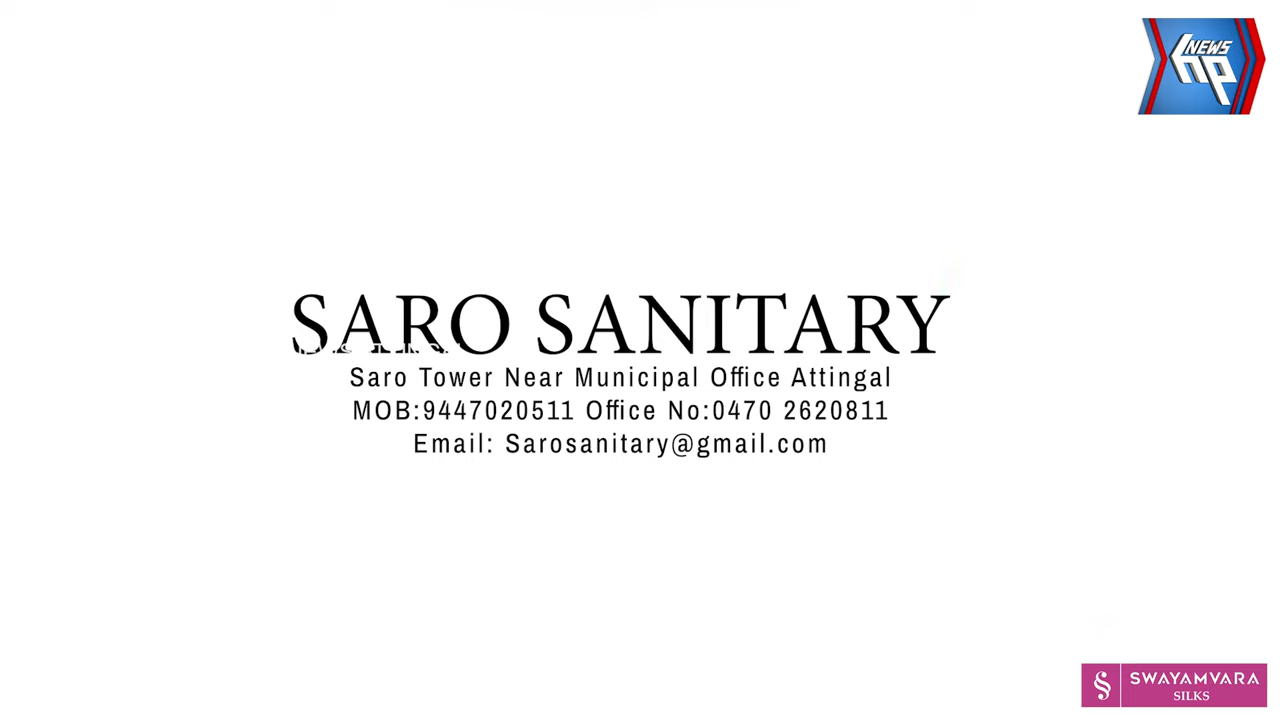 NEWS
hp
SARO SANITARY
Saro Tower Near Municipal Office Attingal
MOB:9447020511 Office No:0470 2620811
Email: Sarosanitary@gmail.com
SWAYAMVARA
SILKS